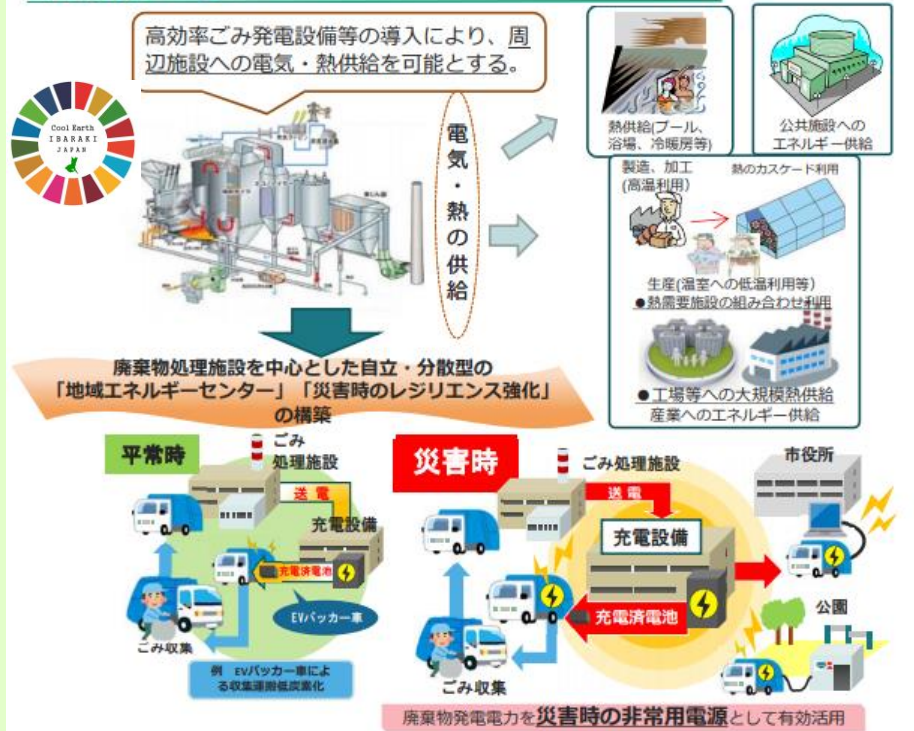 高効率ごみ発電設備等の導入により、周
辺施設への電気・熱供給を可能とする。
Cool Earth
IBARAKI
JAPAN
電気・熱の供給
熱供給(プール、
浴場、冷暖房等)
公共施設への
エネルギー供給
製造、加工
(高温利用)
熱のカスケード利用
生産(温室への低温利用等)
●熱需要施設の組み合わせ利用
●工場等への大規模熱供給
産業へのエネルギー供給
廃棄物処理施設を中心とした自立・分散型の
「地域エネルギーセンター」「災害時のレジリエンス強化」
の構築
平常時
ごみ
処理施設
送電
充電設備
充電済電池
EVパッカー車
ごみ収集
例 EVパッカー車によ
る収集運搬低炭素化
災害時
ごみ処理施設
送電
充電設備
充電済電池
ごみ収集
市役所
公園
廃棄物発電電力を災害時の非常用電源として有効活用